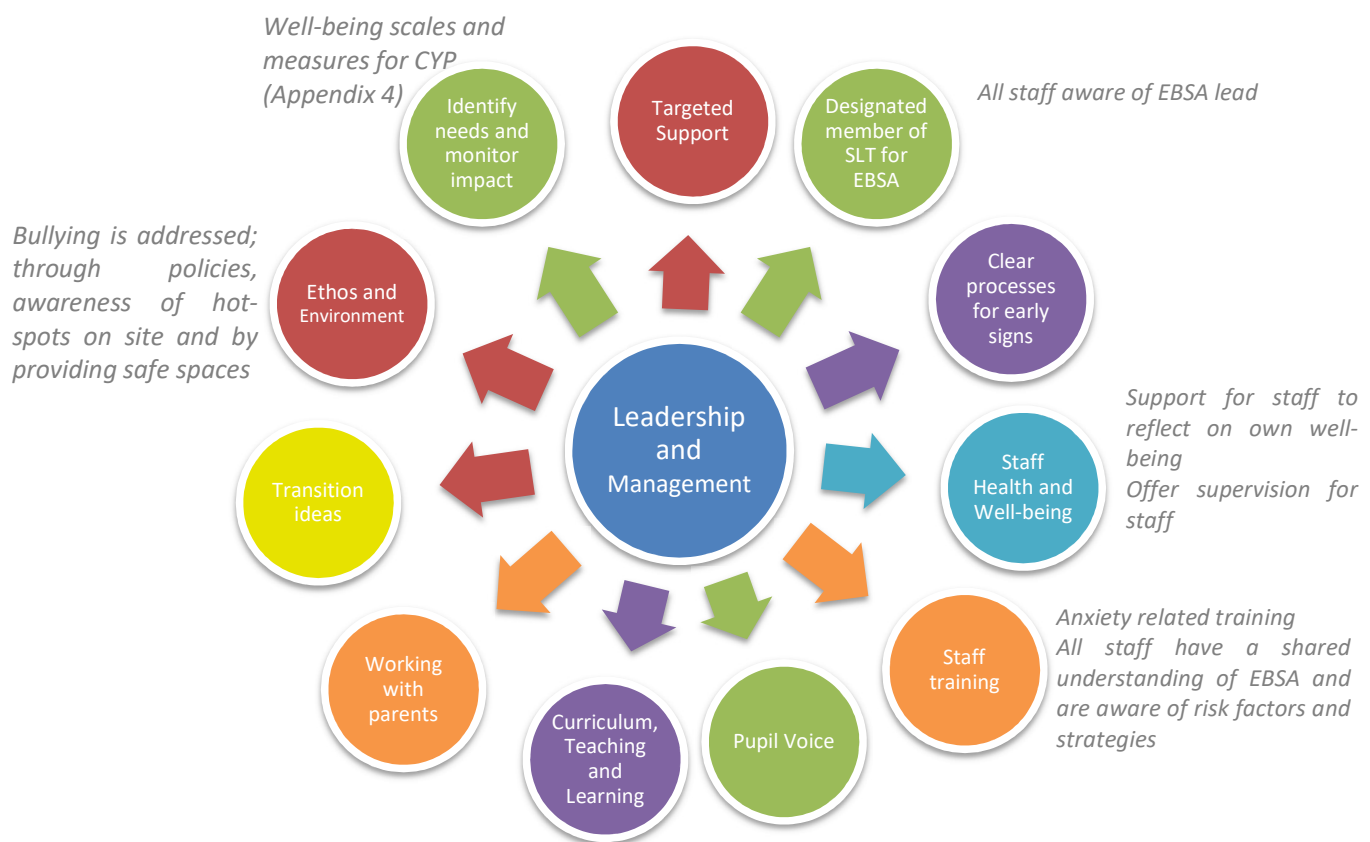 Well-being scales and
measures for CYP
(Appendix 4)
Identify
needs and
monitor
impact
Targeted
Support
Designated
member of
SLT for
EBSA
All staff aware of EBSA lead
Clear
processes
for early
signs
Bullying is addressed;
through policies,
awareness of hot-
spots on site and by
providing safe spaces
Ethos and
Environment
Leadership
and
Management
Support for staff to
reflect on own well-
being
Offer supervision for
staff
Staff
Health and
Well-being
Transition
ideas
Anxiety related training
All staff have a shared
understanding of EBSA and
are aware of risk factors and
strategies
Staff
training
Working
with
parents
Curriculum,
Teaching
and
Learning
Pupil Voice